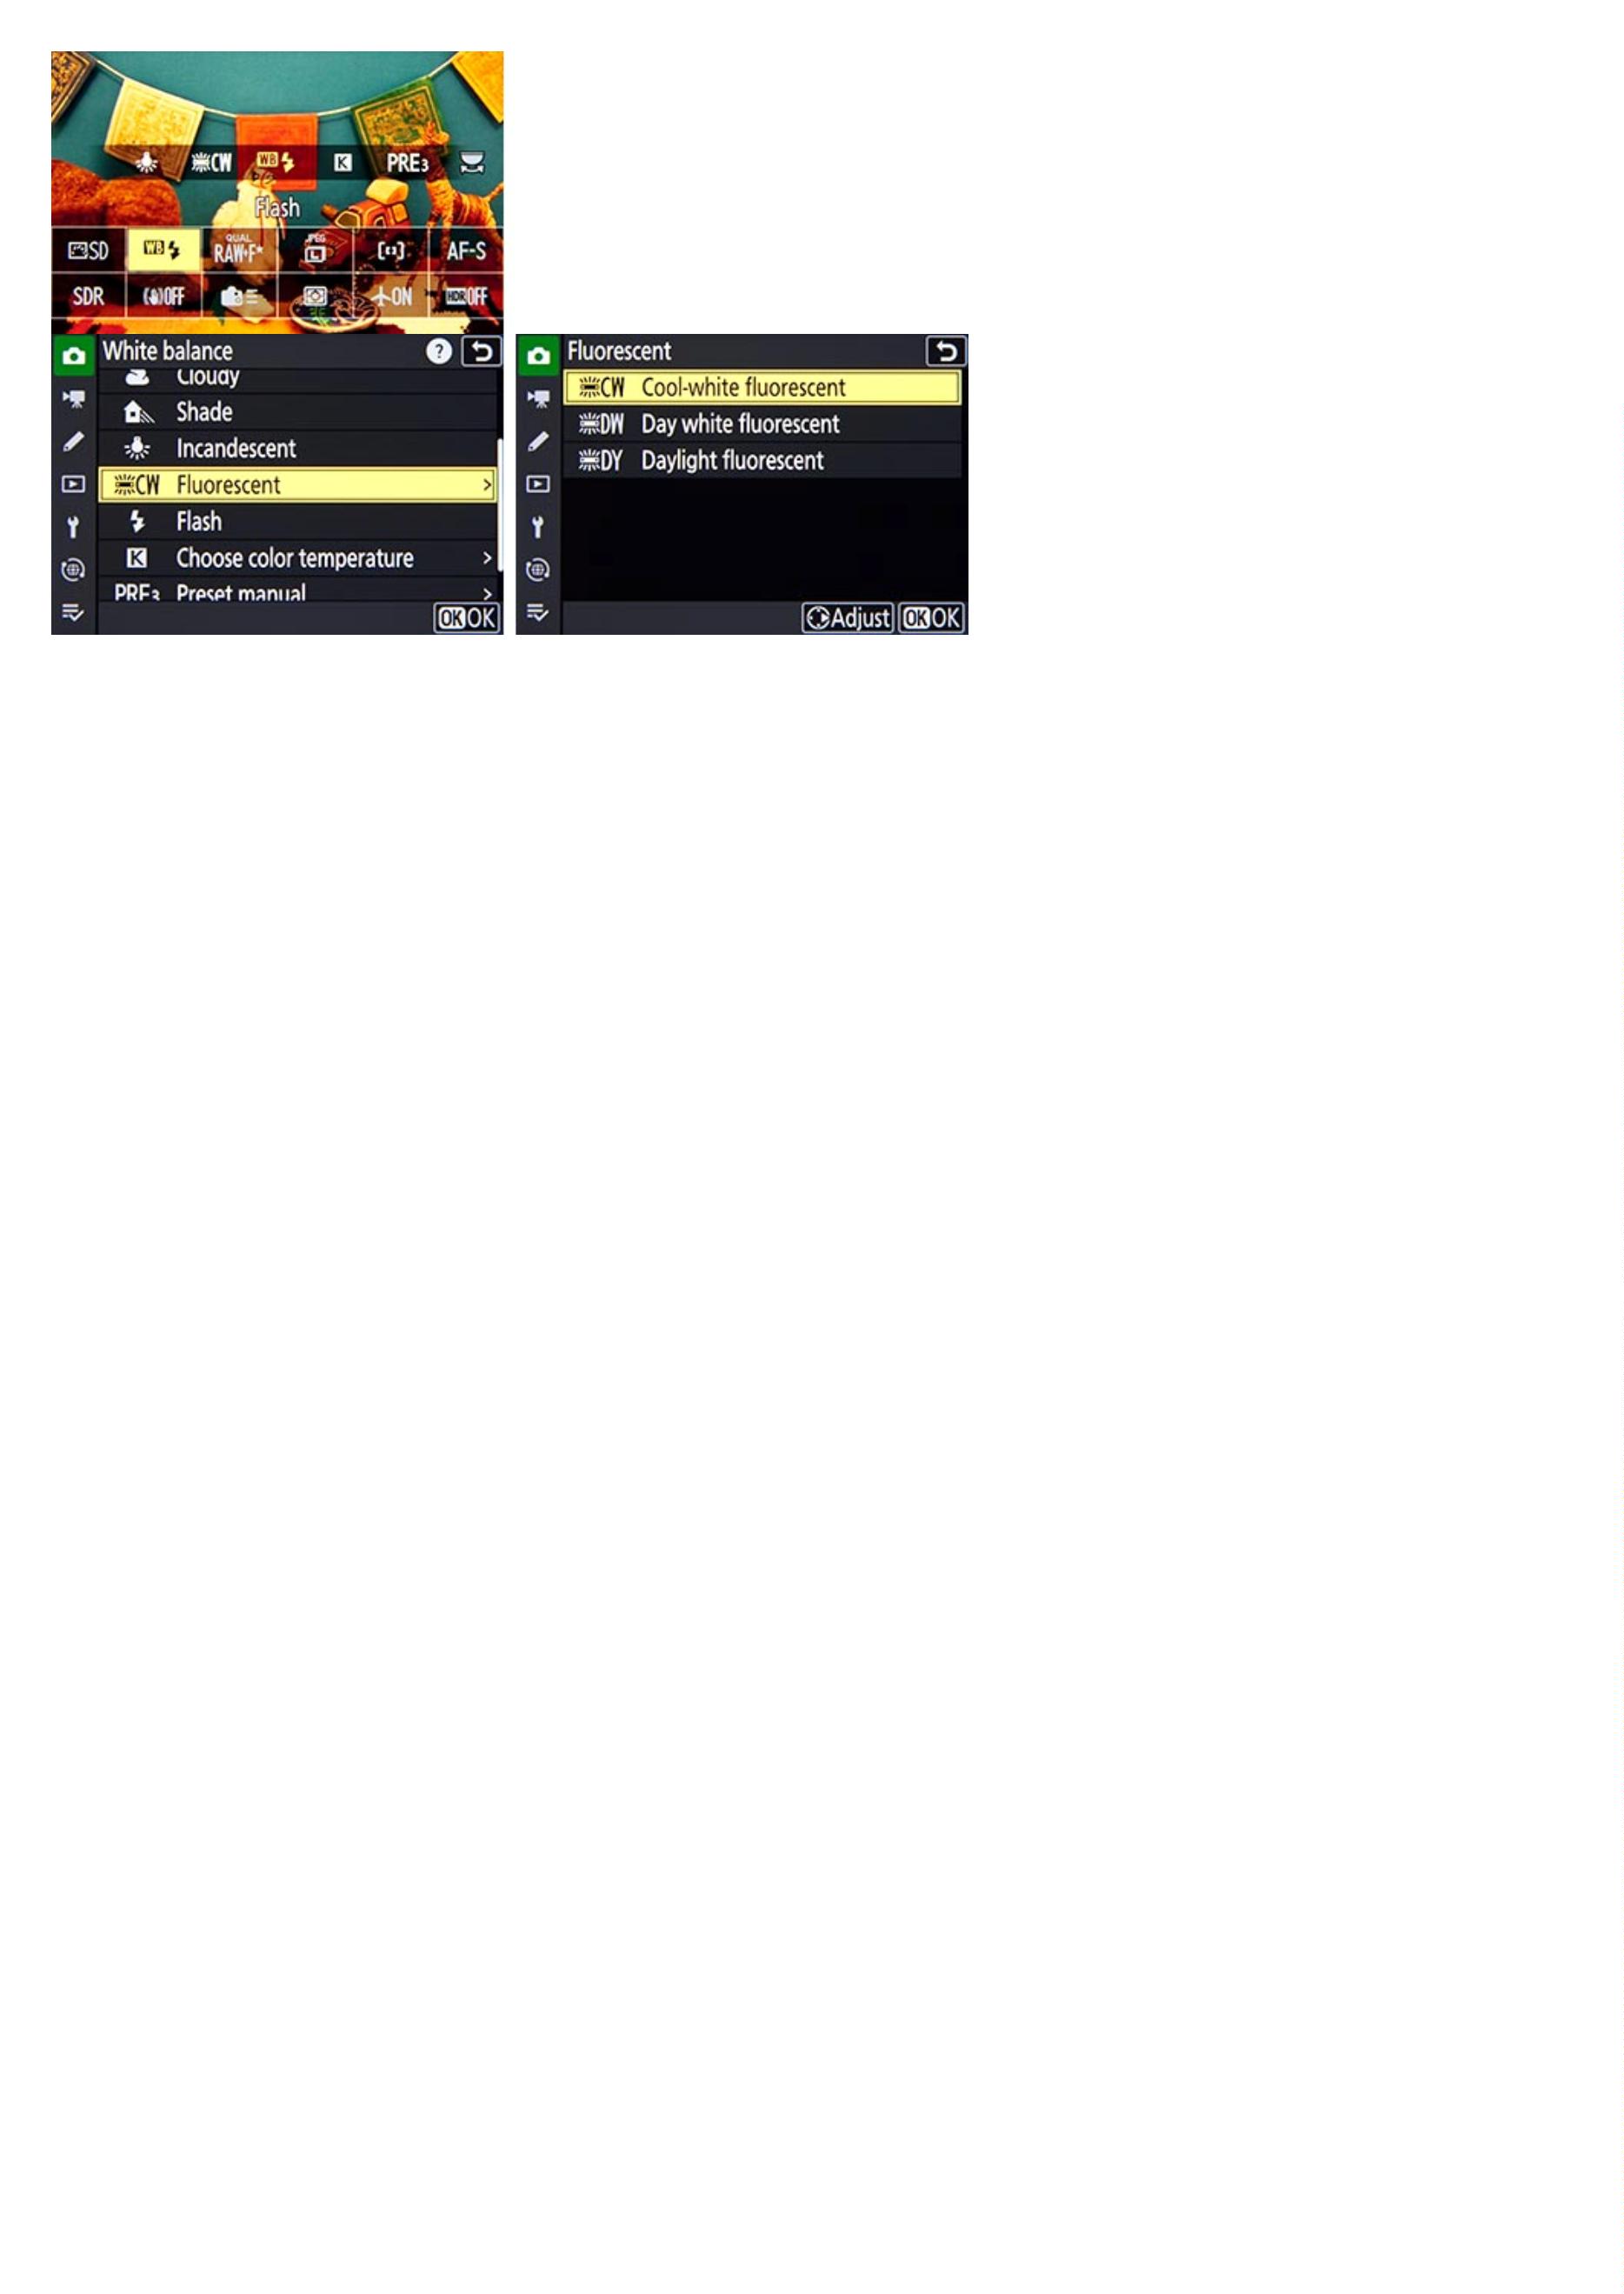 CW WB K PRE3
Flash
SD WB QUAL RAW+F★ JPEG L [ ] AF-S
SDR OFF ON HDR OFF
White balance ?
Cloudy
Shade
Incandescent
CW Fluorescent >
Flash
K Choose color temperature >
PRE3 Preset manual >
OK OK
Fluorescent
CW Cool-white fluorescent
DW Day white fluorescent
DY Daylight fluorescent
Adjust OK OK